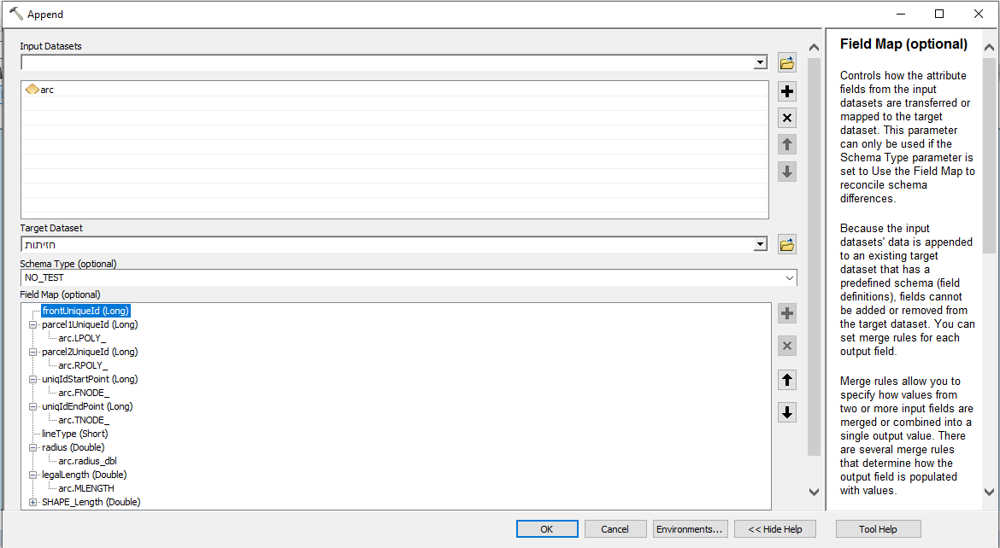 Append
Input Datasets
arc
Target Dataset
חזיתות
Schema Type (optional)
NO_TEST
Field Map (optional)
frontUniqueId (Long)
parcel1UniqueId (Long)
arc.LPOLY_
parcel2UniqueId (Long)
arc.RPOLY_
uniqIdStartPoint (Long)
arc.FNODE_
uniqIdEndPoint (Long)
arc.TNODE_
lineType (Short)
radius (Double)
arc.radius_dbl
legalLength (Double)
arc.MLENGTH
SHAPE_Length (Double)
OK
Cancel
Environments...
<< Hide Help
Tool Help
Field Map (optional)
Controls how the attribute
fields from the input
datasets are transferred or
mapped to the target
dataset. This parameter
can only be used if the
Schema Type parameter is
set to Use the Field Map to
reconcile schema
differences.
Because the input
datasets' data is appended
to an existing target
dataset that has a
predefined schema (field
definitions), fields cannot
be added or removed from
the target dataset. You can
set merge rules for each
output field.
Merge rules allow you to
specify how values from
two or more input fields are
merged or combined into a
single output value. There
are several merge rules
that determine how the
output field is populated
with values.